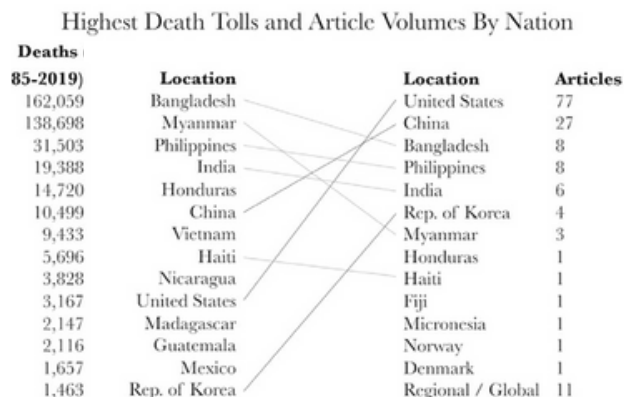 Highest Death Tolls and Article Volumes By Nation
Deaths
85-2019) Location Location Articles
162,059 Bangladesh United States 77
138,698 Myanmar China 27
31,503 Philippines Bangladesh 8
19,388 India Philippines 8
14,720 Honduras India 6
10,499 China Rep. of Korea 4
9,433 Vietnam Myanmar 3
5,696 Haiti Honduras 1
3,828 Nicaragua Haiti 1
3,167 United States Fiji 1
2,147 Madagascar Micronesia 1
2,116 Guatemala Norway 1
1,657 Mexico Denmark 1
1,463 Rep. of Korea Regional / Global 11